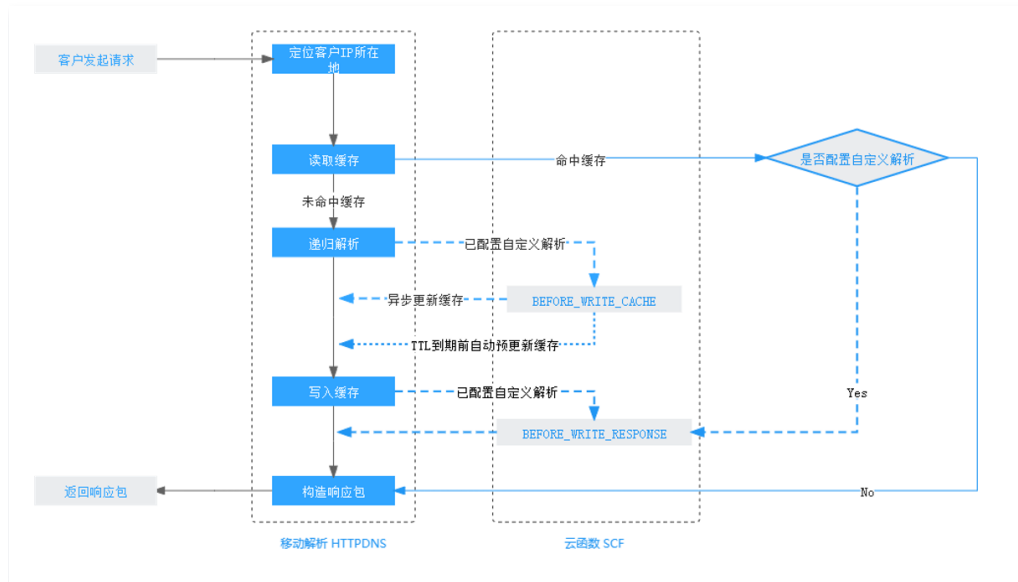 客户发起请求
定位客户IP所在
地
读取缓存
命中缓存
是否配置自定义解析
未命中缓存
递归解析
已配置自定义解析
异步更新缓存
BEFORE_WRITE_CACHE
TTL到期前自动预更新缓存
写入缓存
已配置自定义解析
Yes
BEFORE_WRITE_RESPONSE
返回响应包
构造响应包
No
移动解析 HTTPDNS
云函数 SCF